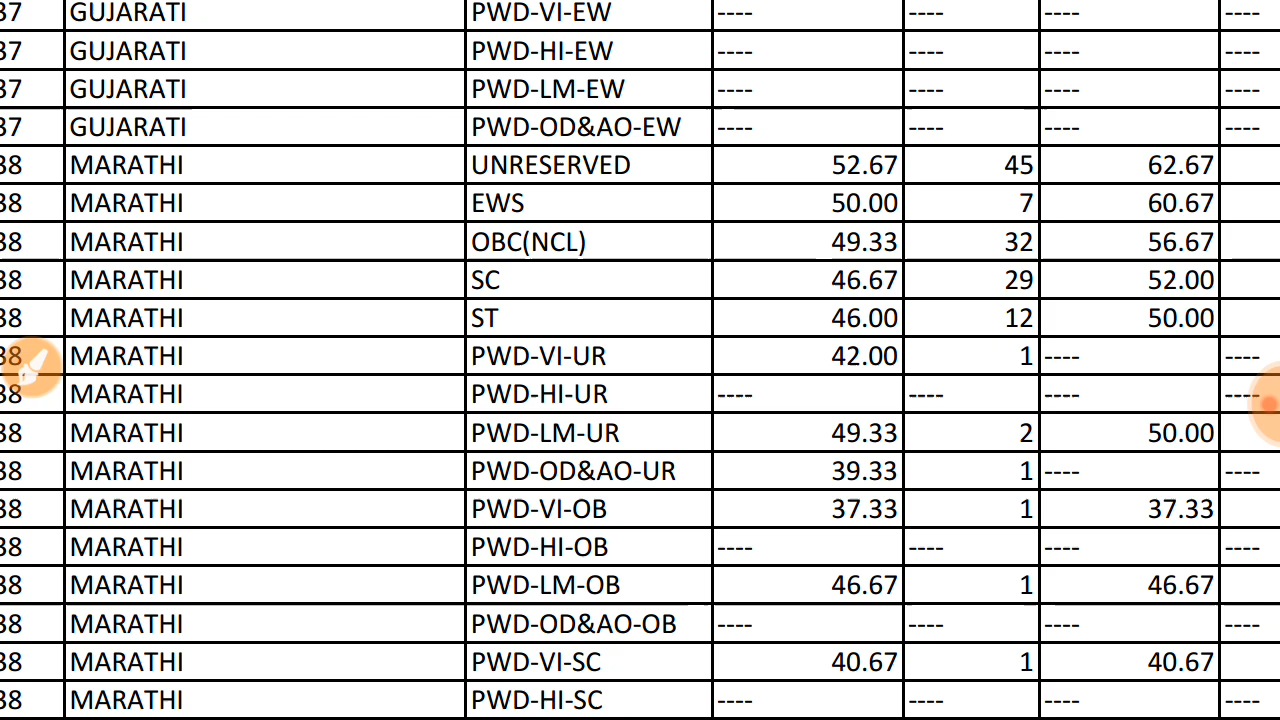 37 GUJARATI PWD-VI-EW ---- ---- ---- ----
37 GUJARATI PWD-HI-EW ---- ---- ---- ----
37 GUJARATI PWD-LM-EW ---- ---- ---- ----
37 GUJARATI PWD-OD&AO-EW ---- ---- ---- ----
38 MARATHI UNRESERVED 52.67 45 62.67
38 MARATHI EWS 50.00 7 60.67
38 MARATHI OBC(NCL) 49.33 32 56.67
38 MARATHI SC 46.67 29 52.00
38 MARATHI ST 46.00 12 50.00
38 MARATHI PWD-VI-UR 42.00 1 ---- ----
38 MARATHI PWD-HI-UR ---- ---- ---- ----
38 MARATHI PWD-LM-UR 49.33 2 50.00
38 MARATHI PWD-OD&AO-UR 39.33 1 ---- ----
38 MARATHI PWD-VI-OB 37.33 1 37.33
38 MARATHI PWD-HI-OB ---- ---- ---- ----
38 MARATHI PWD-LM-OB 46.67 1 46.67
38 MARATHI PWD-OD&AO-OB ---- ---- ---- ----
38 MARATHI PWD-VI-SC 40.67 1 40.67
38 MARATHI PWD-HI-SC ---- ---- ---- ----